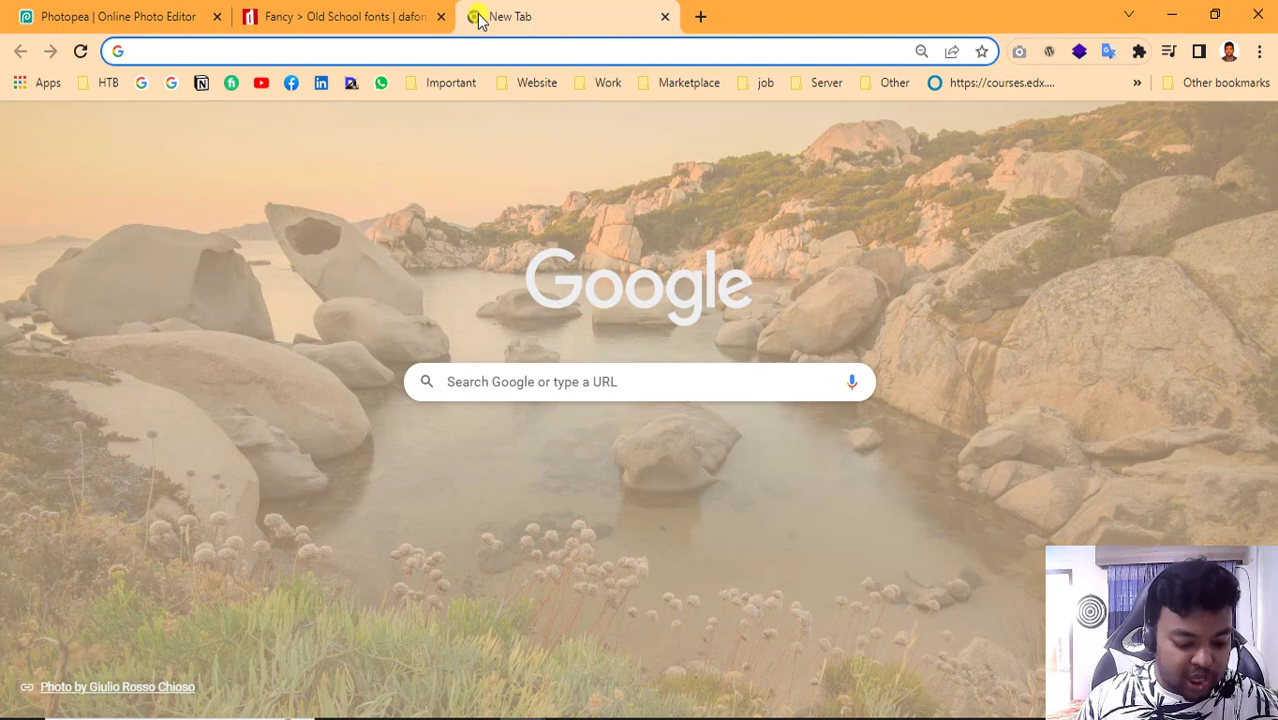 Photopea | Online Photo Editor
Fancy > Old School fonts | dafon
New Tab
Apps
HTB
Important
Website
Work
Marketplace
job
Server
Other
https://courses.edx....
»
Other bookmarks
Google
Search Google or type a URL
Photo by Giulio Rosso Chioso